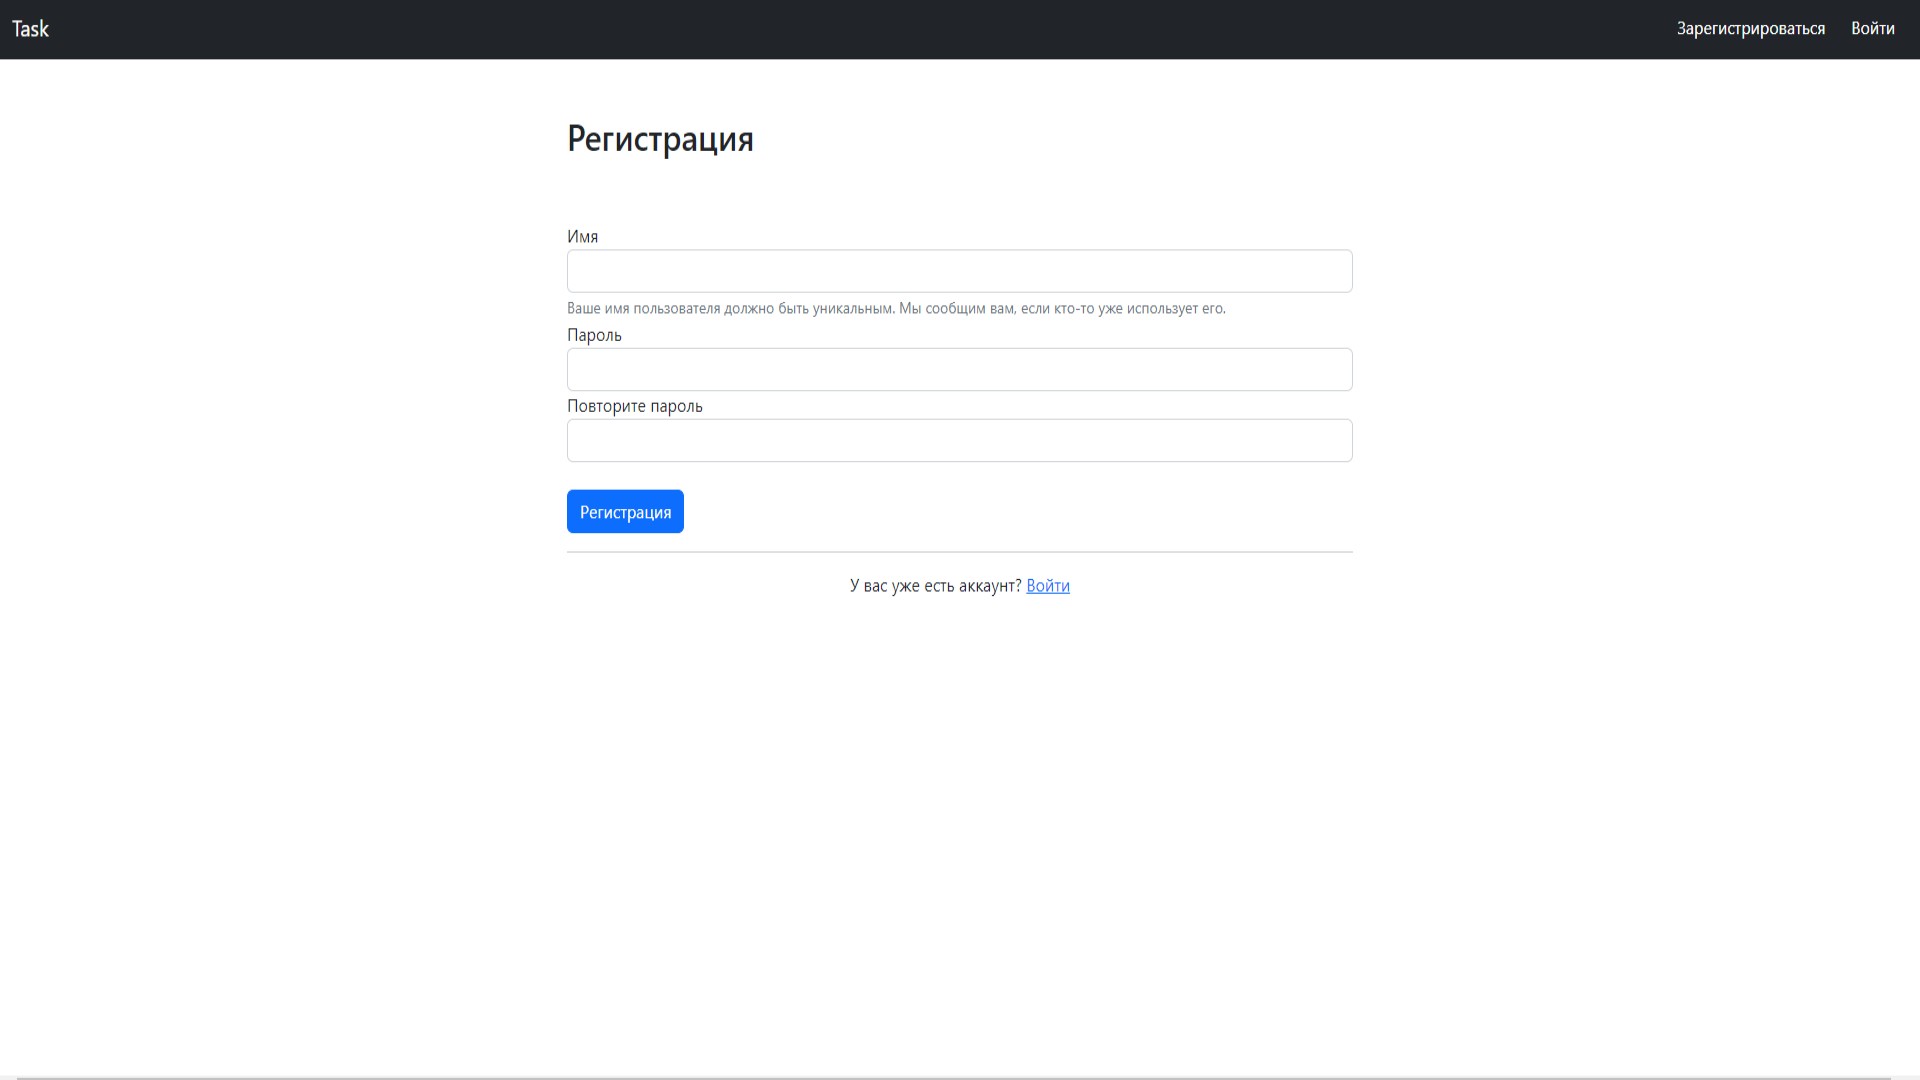 Task
Зарегистрироваться Войти
Регистрация
Имя
Ваше имя пользователя должно быть уникальным. Мы сообщим вам, если кто-то уже использует его.
Пароль
Повторите пароль
Регистрация
У вас уже есть аккаунт? Войти